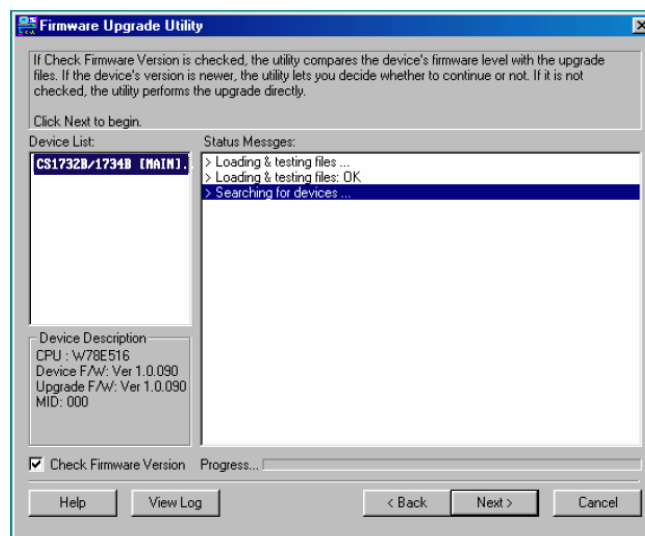 Firmware Upgrade Utility
If Check Firmware Version is checked, the utility compares the device's firmware level with the upgrade
files. If the device's version is newer, the utility lets you decide whether to continue or not. If it is not
checked, the utility performs the upgrade directly.
Click Next to begin.
Device List:
Status Messges:
CS1732B/1734B [MAIN].
> Loading & testing files ...
> Loading & testing files: OK
> Searching for devices ...
Device Description
CPU : W78E516
Device F/W: Ver 1.0.090
Upgrade F/W: Ver 1.0.090
MID: 000
Check Firmware Version
Progress...
Help
View Log
< Back
Next >
Cancel